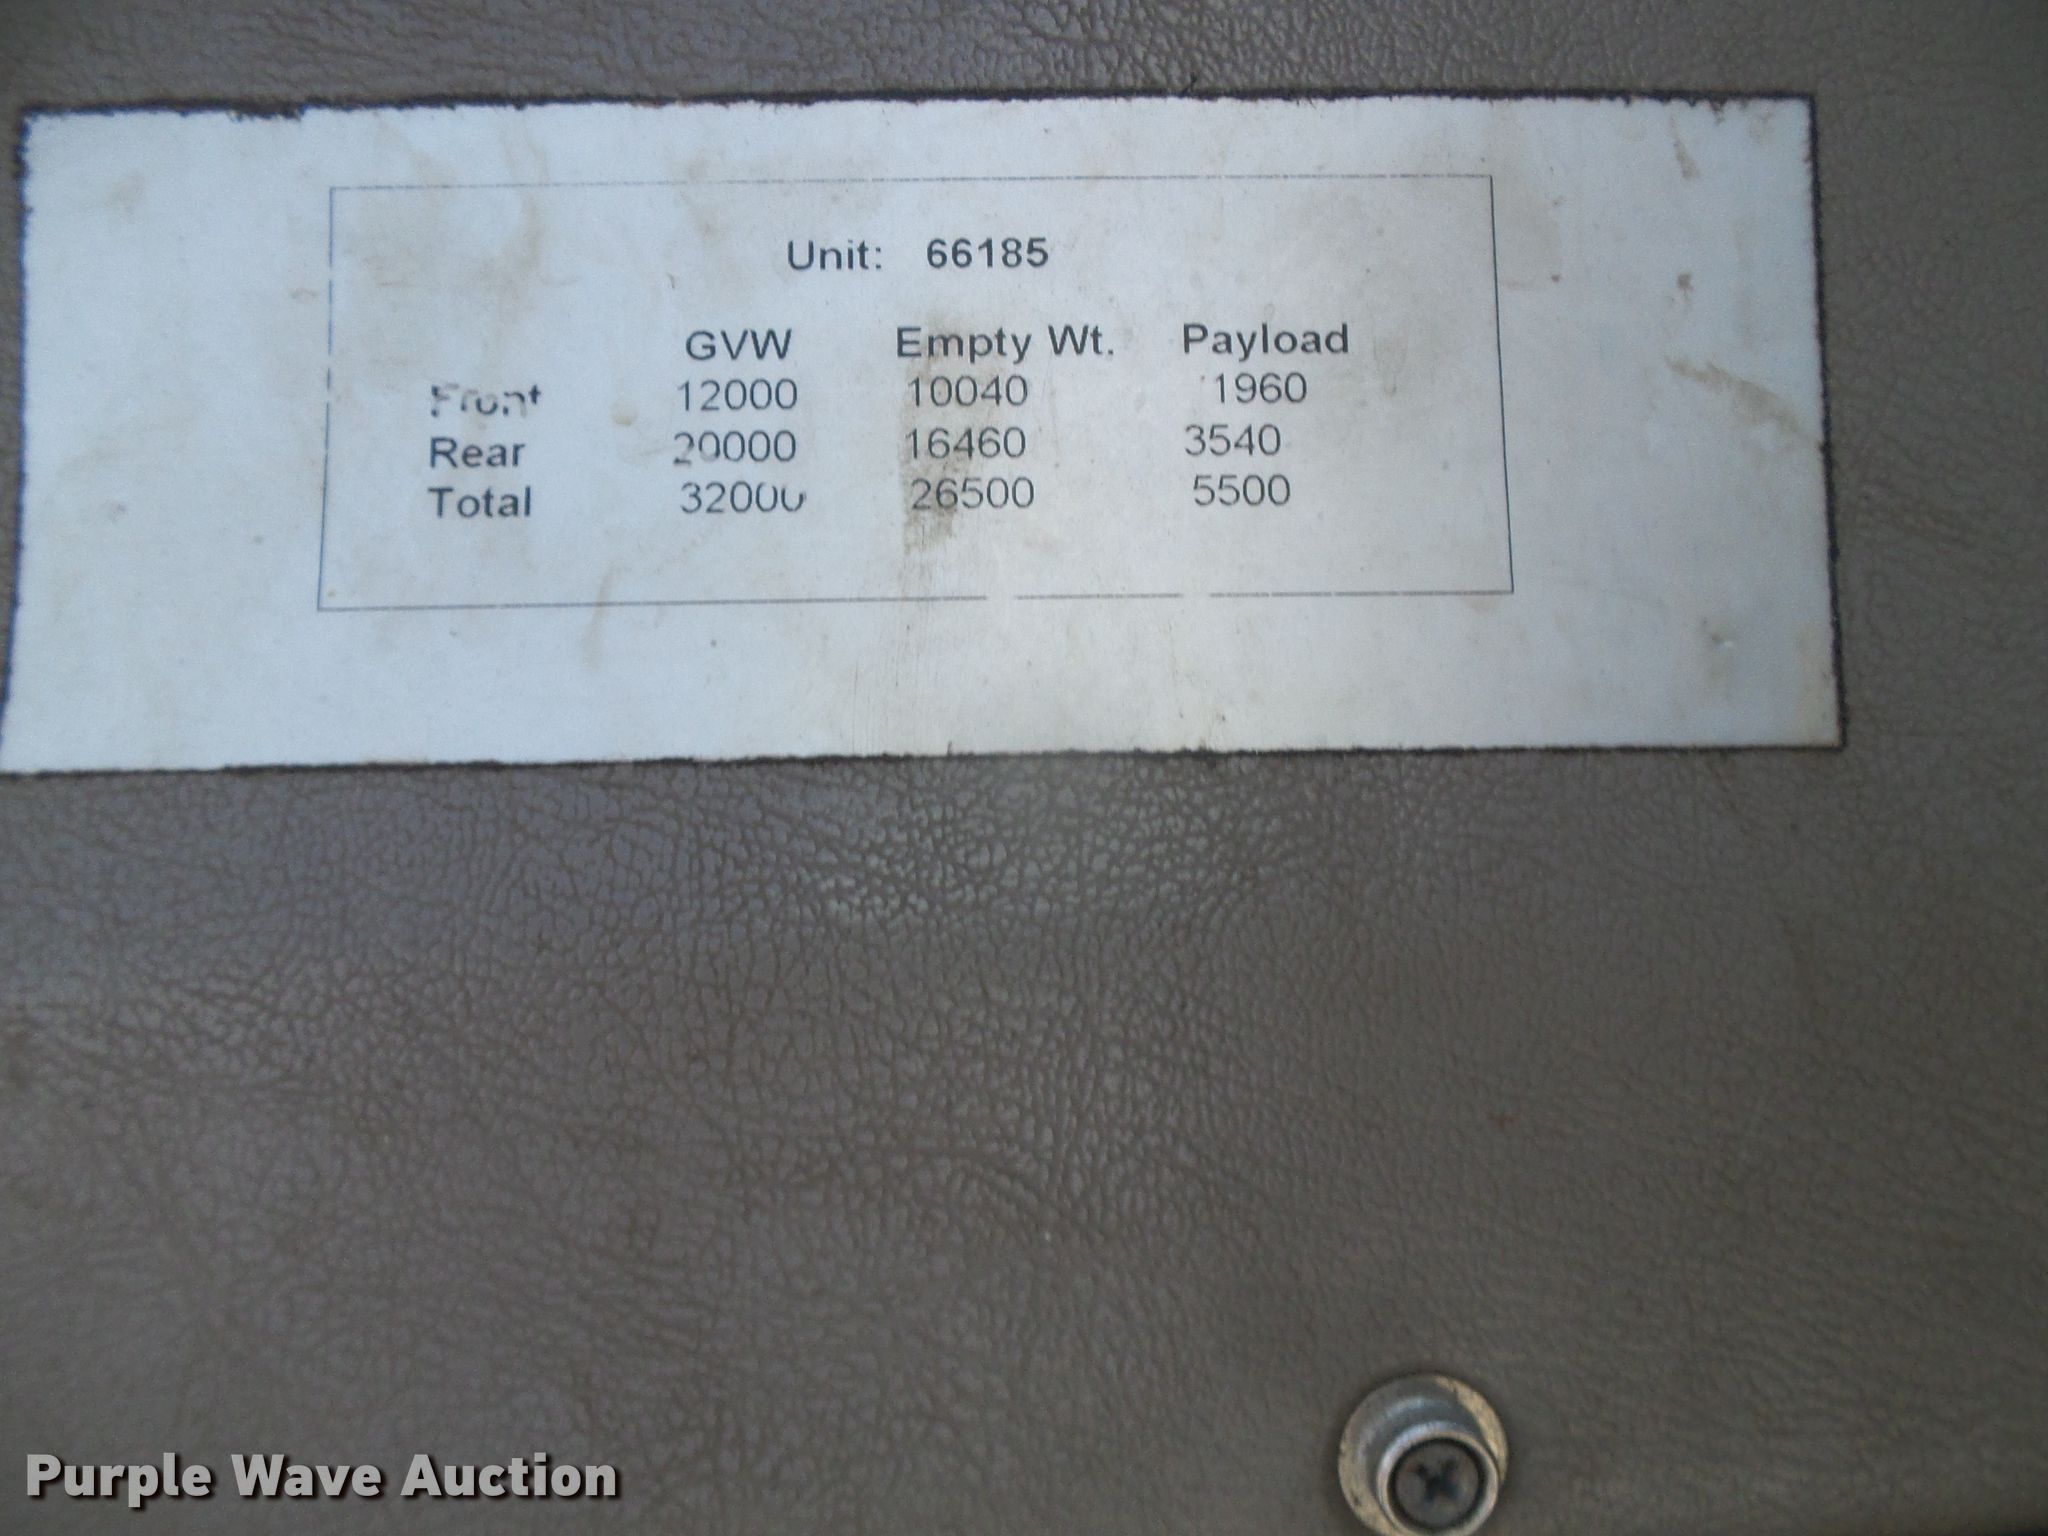 Unit: 66185
GVW Empty Wt. Payload
Front 12000 10040 1960
Rear 20000 16460 3540
Total 32000 26500 5500
Purple Wave Auction